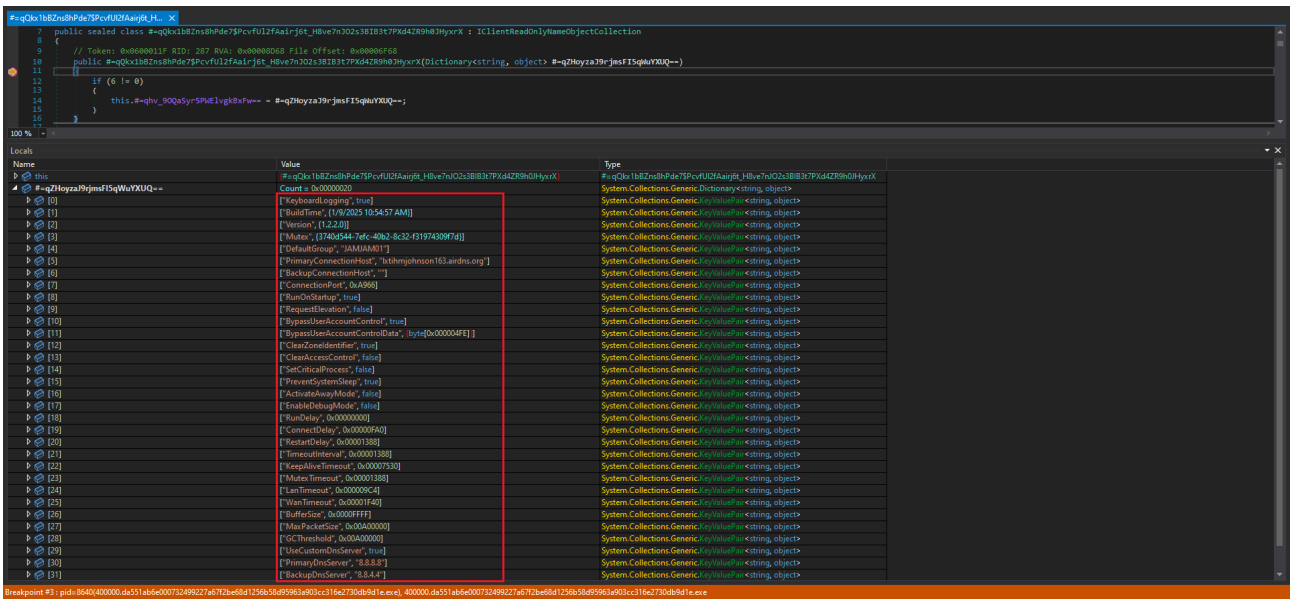 #=qQkx1bBZns8hPde7$PcvfUl2fAairj6t_H...
7 public sealed class #=qQkx1bBZns8hPde7$PcvfUl2fAairj6t_H8ve7nJO2s3BIB3t7PXd4ZR9h0JHyxrX : IClientReadOnlyNameObjectCollection
8 {
9 // Token: 0x0600011F RID: 287 RVA: 0x00008D68 File Offset: 0x00006F68
10 public #=qQkx1bBZns8hPde7$PcvfUl2fAairj6t_H8ve7nJO2s3BIB3t7PXd4ZR9h0JHyxrX(Dictionary<string, object> #=qZHoyzaJ9rjmsFI5qWuYXUQ==)
11 {
12 if (6 != 0)
13 {
14 this.#=qhv_9OQaSyr5PWElvgkBxFw== = #=qZHoyzaJ9rjmsFI5qWuYXUQ==;
15 }
16 }
17
100 %
Locals
Name Value Type
this {#=qQkx1bBZns8hPde7$PcvfUl2fAairj6t_H8ve7nJO2s3BIB3t7PXd4ZR9h0JHyxrX} #=qQkx1bBZns8hPde7$PcvfUl2fAairj6t_H8ve7nJO2s3BIB3t7PXd4ZR9h0JHyxrX
#=qZHoyzaJ9rjmsFI5qWuYXUQ== Count = 0x00000020 System.Collections.Generic.Dictionary<string, object>
[0] ["KeyboardLogging", true] System.Collections.Generic.KeyValuePair<string, object>
[1] ["BuildTime", {1/9/2025 10:54:57 AM}] System.Collections.Generic.KeyValuePair<string, object>
[2] ["Version", {1.2.2.0}] System.Collections.Generic.KeyValuePair<string, object>
[3] ["Mutex", {3740d544-7efc-40b2-8c32-f31974309f7d}] System.Collections.Generic.KeyValuePair<string, object>
[4] ["DefaultGroup", "JAMJAM01"] System.Collections.Generic.KeyValuePair<string, object>
[5] ["PrimaryConnectionHost", "lxtihmjohnson163.airdns.org"] System.Collections.Generic.KeyValuePair<string, object>
[6] ["BackupConnectionHost", ""] System.Collections.Generic.KeyValuePair<string, object>
[7] ["ConnectionPort", 0xA966] System.Collections.Generic.KeyValuePair<string, object>
[8] ["RunOnStartup", true] System.Collections.Generic.KeyValuePair<string, object>
[9] ["RequestElevation", false] System.Collections.Generic.KeyValuePair<string, object>
[10] ["BypassUserAccountControl", true] System.Collections.Generic.KeyValuePair<string, object>
[11] ["BypassUserAccountControlData", {byte[0x000004FE]}] System.Collections.Generic.KeyValuePair<string, object>
[12] ["ClearZoneIdentifier", true] System.Collections.Generic.KeyValuePair<string, object>
[13] ["ClearAccessControl", false] System.Collections.Generic.KeyValuePair<string, object>
[14] ["SetCriticalProcess", false] System.Collections.Generic.KeyValuePair<string, object>
[15] ["PreventSystemSleep", true] System.Collections.Generic.KeyValuePair<string, object>
[16] ["ActivateAwayMode", false] System.Collections.Generic.KeyValuePair<string, object>
[17] ["EnableDebugMode", false] System.Collections.Generic.KeyValuePair<string, object>
[18] ["RunDelay", 0x00000000] System.Collections.Generic.KeyValuePair<string, object>
[19] ["ConnectDelay", 0x00000FA0] System.Collections.Generic.KeyValuePair<string, object>
[20] ["RestartDelay", 0x00001388] System.Collections.Generic.KeyValuePair<string, object>
[21] ["TimeoutInterval", 0x00001388] System.Collections.Generic.KeyValuePair<string, object>
[22] ["KeepAliveTimeout", 0x00007530] System.Collections.Generic.KeyValuePair<string, object>
[23] ["MutexTimeout", 0x00001388] System.Collections.Generic.KeyValuePair<string, object>
[24] ["LanTimeout", 0x000009C4] System.Collections.Generic.KeyValuePair<string, object>
[25] ["WanTimeout", 0x00001F40] System.Collections.Generic.KeyValuePair<string, object>
[26] ["BufferSize", 0x0000FFFF] System.Collections.Generic.KeyValuePair<string, object>
[27] ["MaxPacketSize", 0x00A00000] System.Collections.Generic.KeyValuePair<string, object>
[28] ["GCThreshold", 0x00A00000] System.Collections.Generic.KeyValuePair<string, object>
[29] ["UseCustomDnsServer", true] System.Collections.Generic.KeyValuePair<string, object>
[30] ["PrimaryDnsServer", "8.8.8.8"] System.Collections.Generic.KeyValuePair<string, object>
[31] ["BackupDnsServer", "8.8.4.4"] System.Collections.Generic.KeyValuePair<string, object>
Breakpoint #3 : pid=8640(400000.da551ab6e000732499227a67f2be68d1256b58d95963a903cc316e2730db9d1e.exe), 400000.da551ab6e000732499227a67f2be68d1256b58d95963a903cc316e2730db9d1e.exe